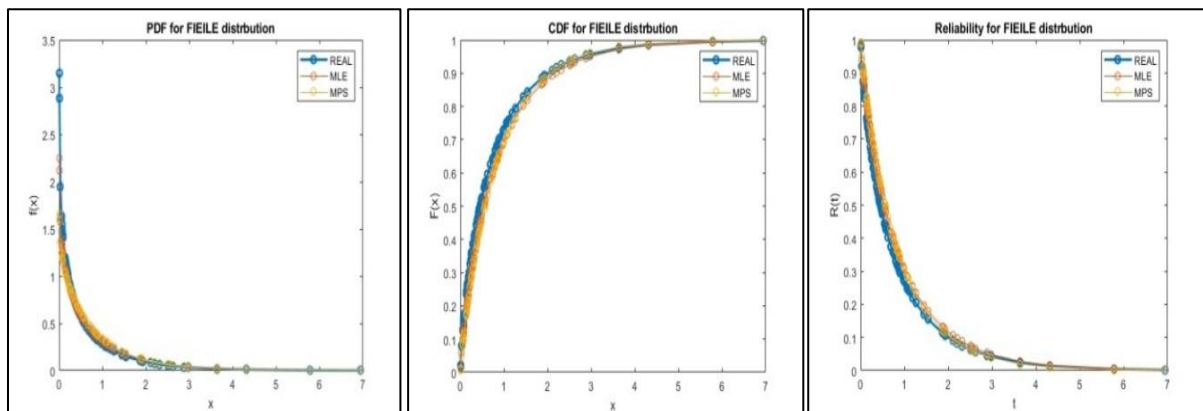 PDF for FIEILE distrbution
3.5
3
2.5
2
1.5
1
0.5
0
f(x)
0 1 2 3 4 5 6 7
x
REAL
MLE
MPS
CDF for FIEILE distrbution
1
0.9
0.8
0.7
0.6
0.5
0.4
0.3
0.2
0.1
0
F(x)
0 1 2 3 4 5 6 7
x
REAL
MLE
MPS
Reliability for FIEILE distrbution
1
0.9
0.8
0.7
0.6
0.5
0.4
0.3
0.2
0.1
0
R(t)
0 1 2 3 4 5 6 7
t
REAL
MLE
MPS